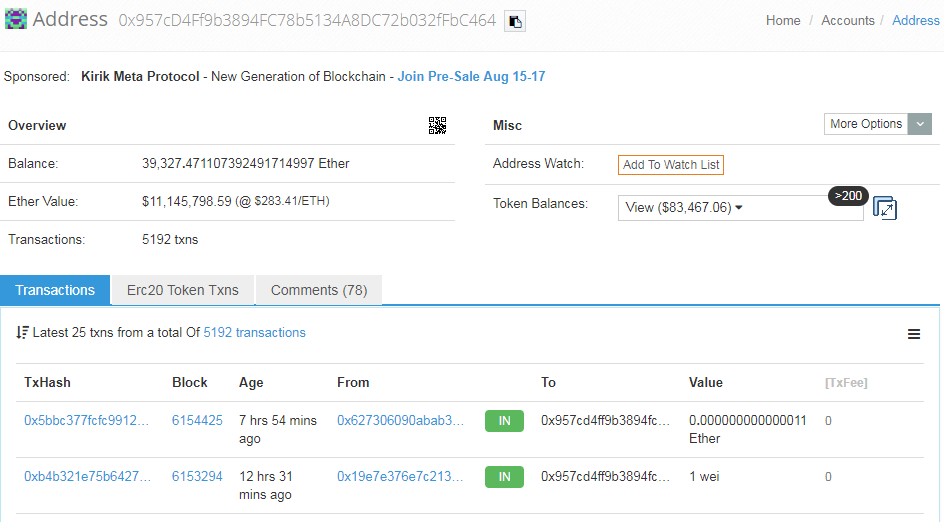 Address 0x957cD4Ff9b3894FC78b5134A8DC72b032fFbC464
Home / Accounts / Address
Sponsored: Kirik Meta Protocol - New Generation of Blockchain - Join Pre-Sale Aug 15-17
Overview
Balance: 39,327.471107392491714997 Ether
Ether Value: $11,145,798.59 (@ $283.41/ETH)
Transactions: 5192 txns
Misc
More Options
Address Watch: Add To Watch List
Token Balances: View ($83,467.06)
>200
Transactions Erc20 Token Txns Comments (78)
Latest 25 txns from a total Of 5192 transactions
TxHash Block Age From To Value [TxFee]
0x5bbc377fcfc9912... 6154425 7 hrs 54 mins 0x627306090abab3... IN 0x957cd4ff9b3894fc... 0.000000000000011 0
ago Ether
0xb4b321e75b6427... 6153294 12 hrs 31 0x19e7e376e7c213... IN 0x957cd4ff9b3894fc... 1 wei 0
mins ago